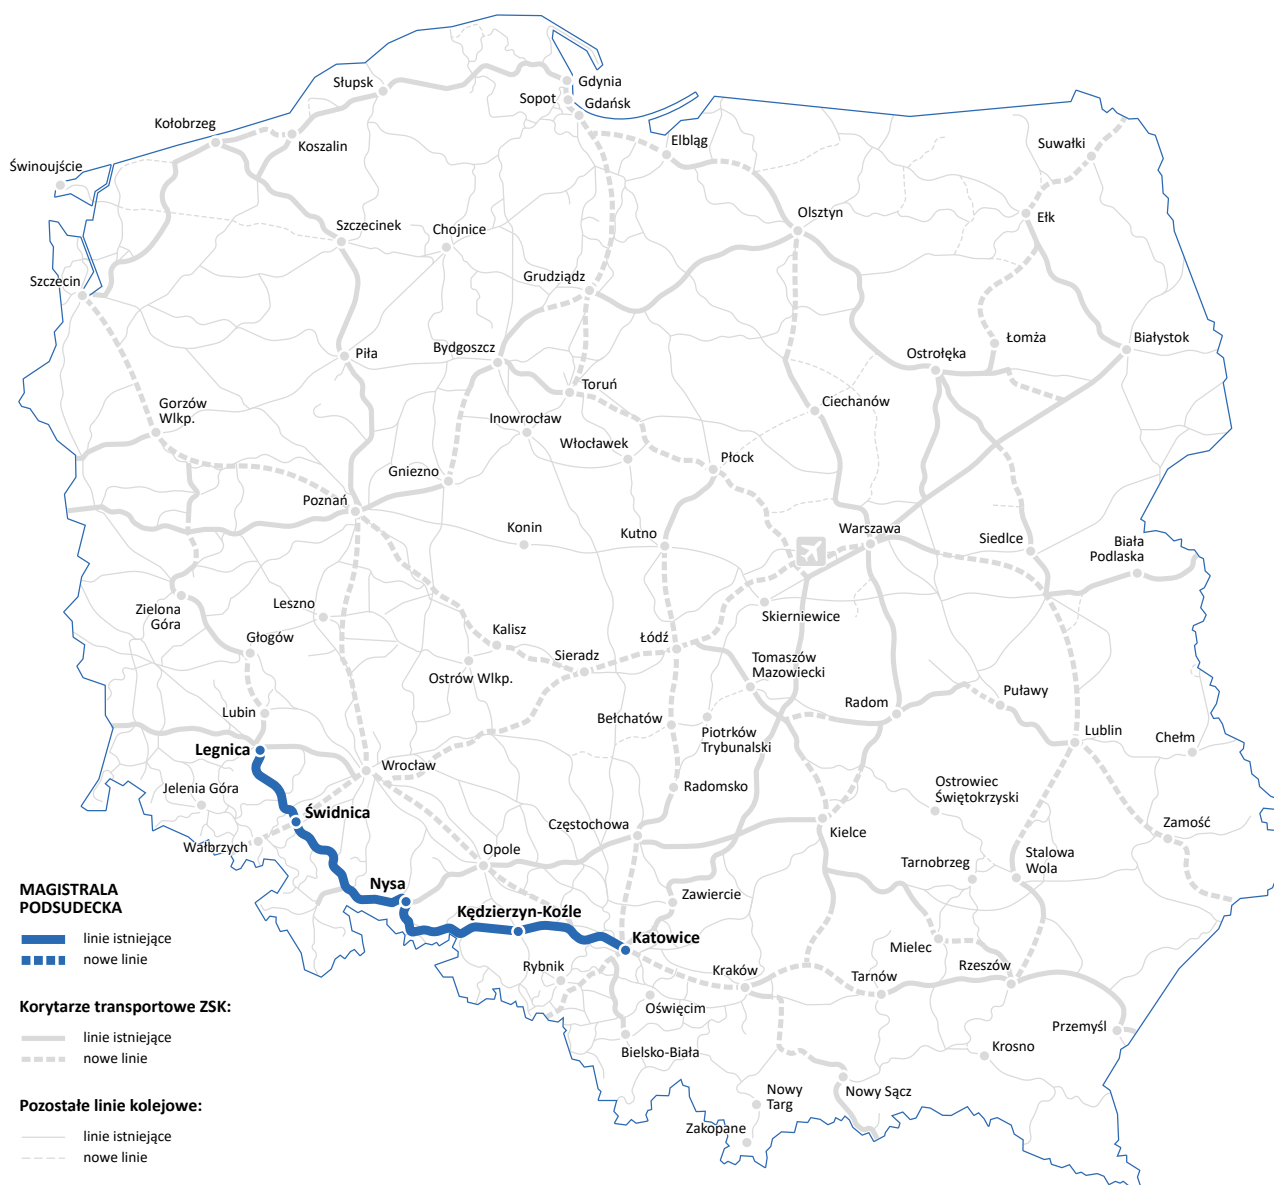 Gdynia
Słupsk
Sopot
Gdańsk
Kołobrzeg
Koszalin
Elbląg
Suwałki
Świnoujście
Olsztyn
Ełk
Szczecinek
Chojnice
Szczecin
Grudziądz
Łomża
Białystok
Bydgoszcz
Piła
Ostrołęka
Toruń
Gorzów
Wlkp.
Ciechanów
Inowrocław
Włocławek
Płock
Gniezno
Poznań
Konin
Kutno
Warszawa
Siedlce
Biała
Podlaska
Zielona
Góra
Leszno
Skierniewice
Głogów
Kalisz
Łódź
Sieradz
Tomaszów
Mazowiecki
Ostrów Wlkp.
Puławy
Radom
Lubin
Bełchatów
Piotrków
Trybunalski
Lublin
Chełm
Legnica
Wrocław
Jelenia Góra
Radomsko
Ostrowiec
Świętokrzyski
Świdnica
Częstochowa
Kielce
Zamość
Wałbrzych
Opole
Stalowa
Wola
Tarnobrzeg
Nysa
Zawiercie
Kędzierzyn-Koźle
Katowice
Mielec
Rybnik
Kraków
Tarnów
Rzeszów
Oświęcim
Przemyśl
Bielsko-Biała
Krosno
Nowy
Targ
Nowy Sącz
Zakopane
MAGISTRALA
PODSUDECKA
linie istniejące
nowe linie
Korytarze transportowe ZSK:
linie istniejące
nowe linie
Pozostałe linie kolejowe:
linie istniejące
nowe linie